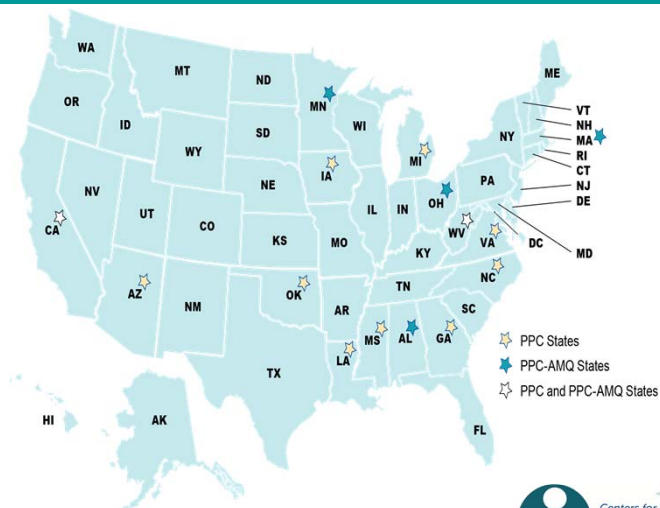 WA
MT
ND
MN
ME
OR
ID
WY
SD
WI
MI
NY
VT
NH
MA
RI
CT
NJ
DE
MD
DC
NV
UT
CO
NE
IA
IL
IN
OH
PA
CA
KS
MO
KY
WV
VA
AZ
NM
OK
AR
TN
NC
SC
TX
LA
MS
AL
GA
FL
HI
AK
PPC States
PPC-AMQ States
PPC and PPC-AMQ States
Centers for